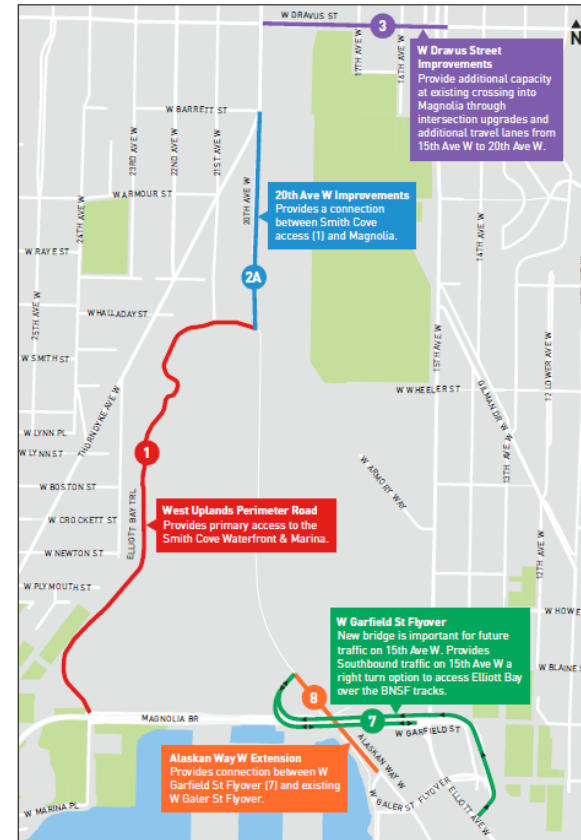 W DRAVUS ST
3
N
17TH AVE W
16TH AVE W
W Dravus Street
Improvements
Provide additional capacity
at existing crossing into
Magnolia through
intersection upgrades and
additional travel lanes from
15th Ave W to 20th Ave W.
W BARRETT ST
23RD AVE W
22ND AVE W
21ST AVE W
20TH AVE W
W ARMOUR ST
24TH AVE W
20th Ave W Improvements
Provides a connection
between Smith Cove
access (1) and Magnolia.
W RAYE ST
14TH AVE W
2A
25TH AVE W
W HALLADAY ST
15TH AVE W
W SMITH ST
THORNDYKE AVE W
W WHEELER ST
GILMAN DR W
12 LOWER AVE W
W LYNN PL
W LYNN ST
1
13TH AVE W
W ARMORY WAY
W BOSTON ST
ELLIOTT BAY TRL
West Uplands Perimeter Road
Provides primary access to the
Smith Cove Waterfront & Marina.
W CROCKETT ST
W NEWTON ST
12TH AVE W
W PLYMOUTH ST
W HOWE
W Garfield St Flyover
New bridge is important for future
traffic on 15th Ave W. Provides
Southbound traffic on 15th Ave W a
right turn option to access Elliott Bay
over the BNSF tracks.
W BLAINE S
8
MAGNOLIA BR
7
W GARFIELD ST
ALASKAN WAY W
Alaskan Way W Extension
Provides connection between W
Garfield St Flyover (7) and existing
W Galer St Flyover.
W GALER ST FLYOVER
ELLIOTT AVE W
W MARINA PL